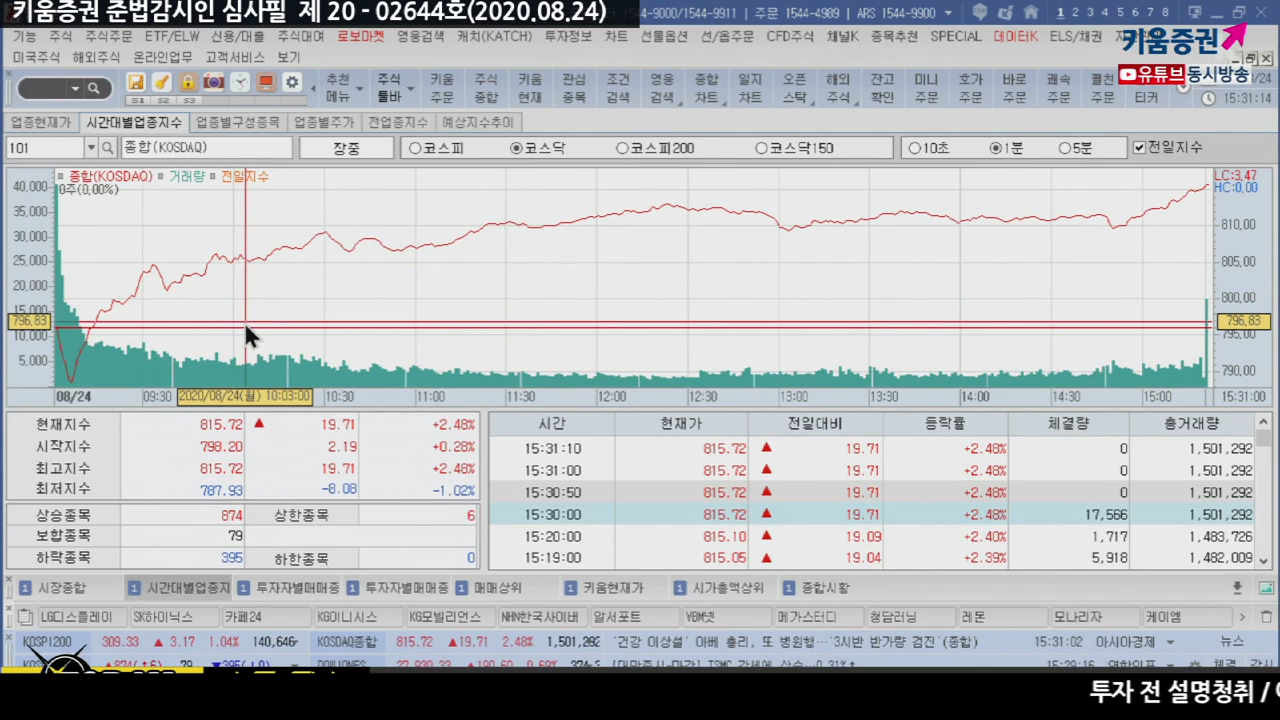 키움증권 준법감시인 심사필 제 20 - 02644호(2020.08.24)
1544-9000/1544-9911 | 주문 1544-4989 | ARS 1544-9900
1 2 3 4 5 6 7 8
기능 주식 주식주문 ETF/ELW 신용/대출 주식대여 로보마켓 영웅검색 캐치(KATCH) 투자정보 차트 선물옵션 선/옵주문 CFD주식 채널K 종목추천 SPECIAL 데이터K ELS/채권
키움증권
미국주식 해외주식 온라인업무 고객서비스 보기
유튜브 동시방송
S1 S2 S3
추천 메뉴 주식 툴바 키움 주문 주식 종합 키움 현재 관심 종목 조건 검색 영웅 검색 종합 차트 일지 차트 오픈 스탁 해외 주식 잔고 확인 미니 주문 호가 주문 바로 주문 쾌속 주문 주문 티커
15:31:14
업종현재가 시간대별업종지수 업종별구성종목 업종별주가 전업종지수 예상지수추이
101 종합(KOSDAQ) 장중 코스피 코스닥 코스피200 코스닥150 10초 1분 5분 전일지수
종합(KOSDAQ) 거래량 전일지수
0주(0,00%)
LC:3,47
HC:0,00
40,000
35,000
30,000
25,000
20,000
15,000
10,000
5,000
796,83
810,00
805,00
800,00
796,83
795,00
790,00
08/24 09:30 2020/08/24(월) 10:03:00 10:30 11:00 11:30 12:00 12:30 13:00 13:30 14:00 14:30 15:00 15:31:00
현재지수 815.72 ▲ 19.71 +2.48%
시작지수 798.20 2.19 +0.28%
최고지수 815.72 19.71 +2.48%
최저지수 787.93 -8.08 -1.02%
상승종목 874 상한종목 6
보합종목 79
하락종목 395 하한종목 0
시간 현재가 전일대비 등락률 체결량 총거래량
15:31:10 815.72 ▲ 19.71 +2.48% 0 1,501,292
15:31:00 815.72 ▲ 19.71 +2.48% 0 1,501,292
15:30:50 815.72 ▲ 19.71 +2.48% 0 1,501,292
15:30:00 815.72 ▲ 19.71 +2.48% 17,566 1,501,292
15:20:00 815.10 ▲ 19.09 +2.40% 1,717 1,483,726
15:19:00 815.05 ▲ 19.04 +2.39% 5,918 1,482,009
1 시장종합 1 시간대별업종지 1 투자자별매매종 1 투자자별매매종 1 매매상위 1 키움현재가 1 시가총액상위 1 종합시황
LG디스플레이 SK하이닉스 카페24 KG이니시스 KG모빌리언스 NHN한국사이버 알서포트 YBM넷 메가스터디 청담러닝 레몬 모나리자 케이엠
KOSPI200 309.33 ▲ 3.17 1.04% 140,646 KOSDAQ종합 815.72 ▲19.71 2.48% 1,501,292 '건강 이상설' 아베 총리, 또 병원행…'3시반 반가량 검진'(종합) 15:31:02 아시아경제 뉴스
투자 전 설명청취 /